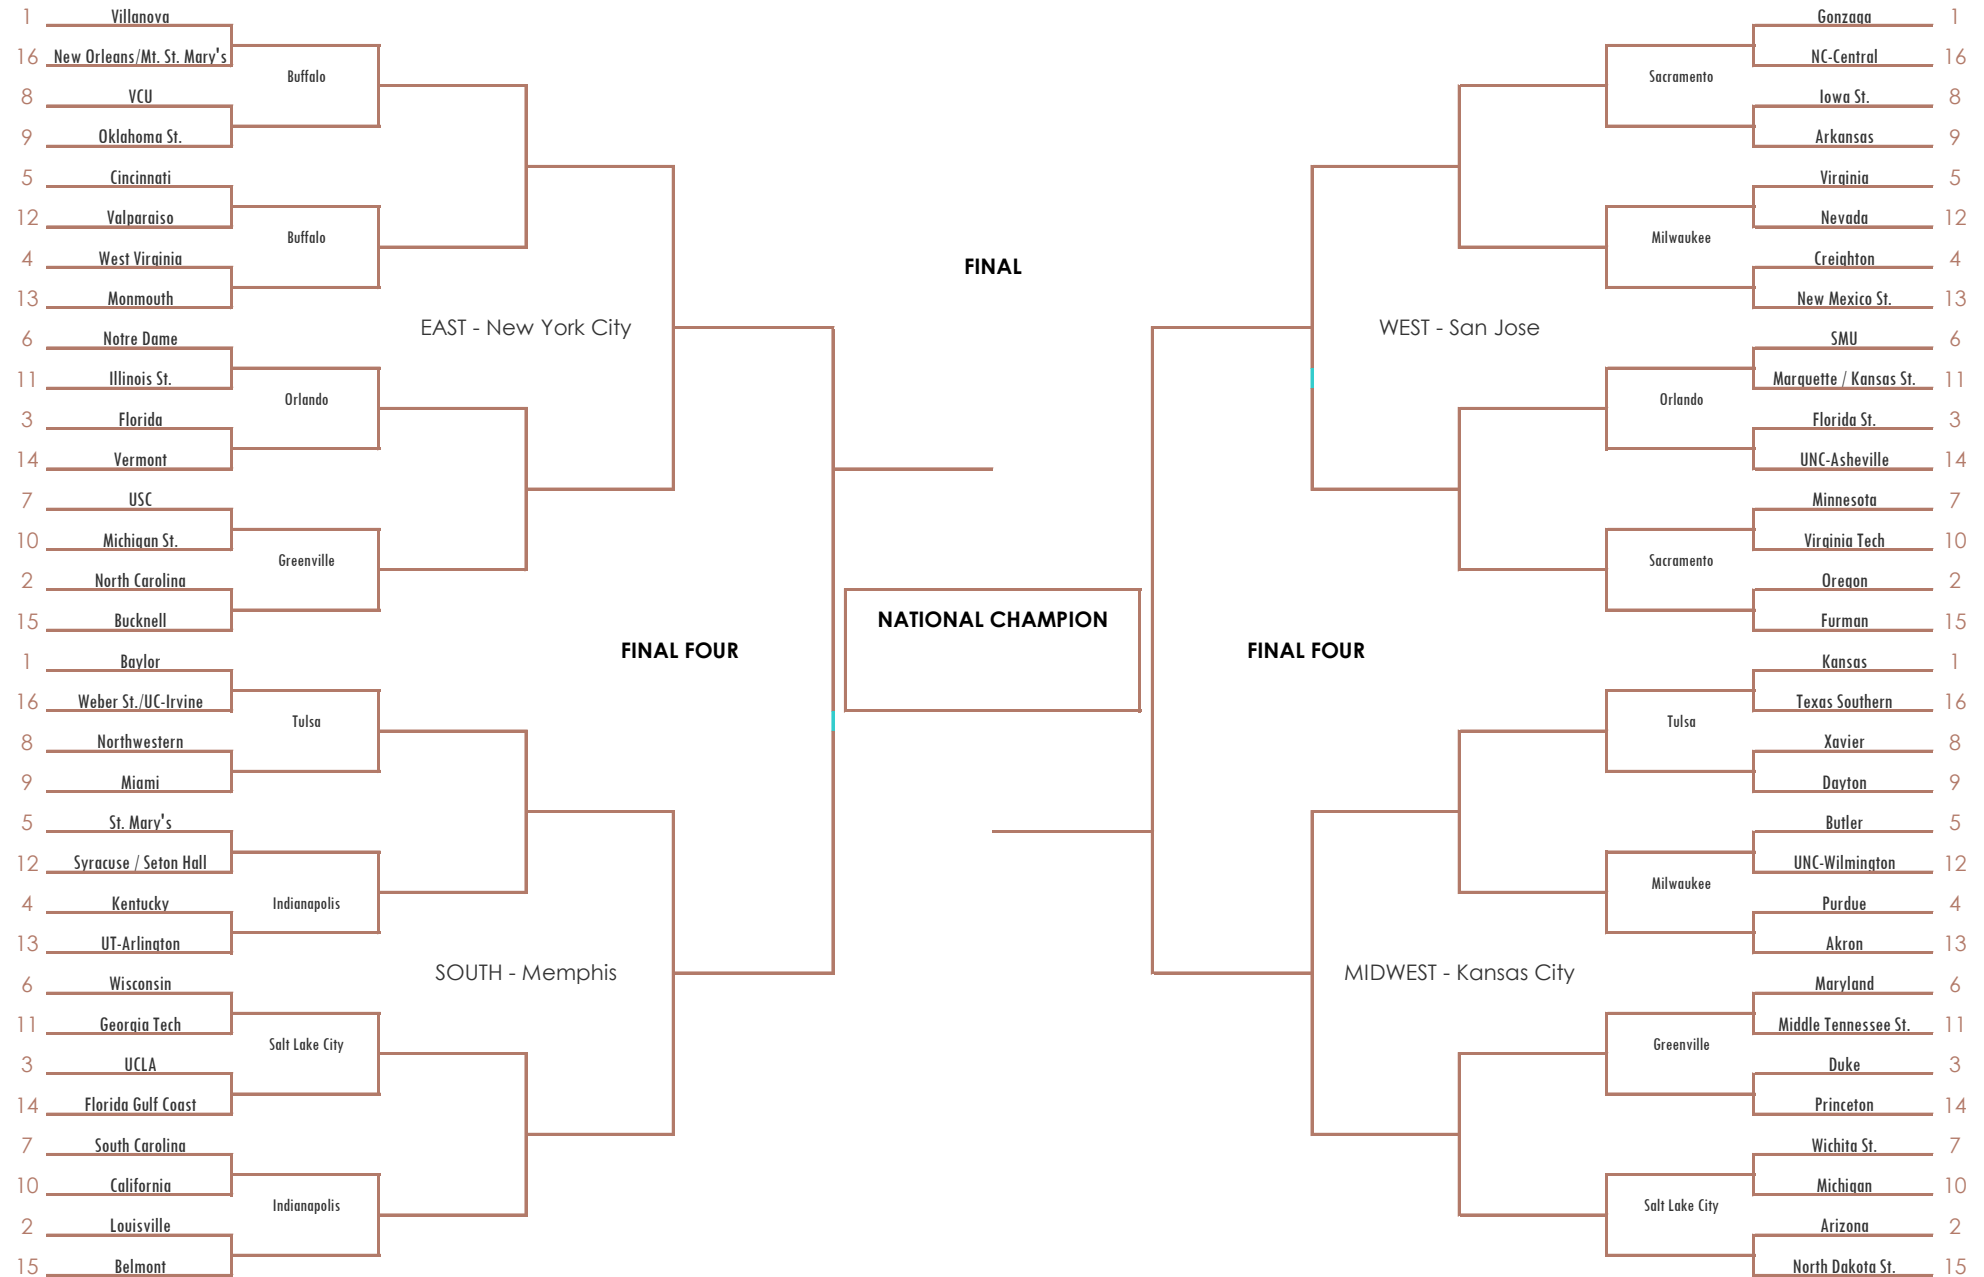 1 Villanova
16 New Orleans/Mt. St. Mary's
Buffalo
8 VCU
9 Oklahoma St.
5 Cincinnati
12 Valparaiso
Buffalo
4 West Virginia
13 Monmouth
EAST - New York City
6 Notre Dame
11 Illinois St.
Orlando
3 Florida
14 Vermont
7 USC
10 Michigan St.
Greenville
2 North Carolina
15 Bucknell
FINAL FOUR
1 Baylor
16 Weber St./UC-Irvine
Tulsa
8 Northwestern
9 Miami
5 St. Mary's
12 Syracuse / Seton Hall
Indianapolis
4 Kentucky
13 UT-Arlington
SOUTH - Memphis
6 Wisconsin
11 Georgia Tech
Salt Lake City
3 UCLA
14 Florida Gulf Coast
7 South Carolina
10 California
Indianapolis
2 Louisville
15 Belmont
FINAL
NATIONAL CHAMPION
Gonzaga 1
NC-Central 16
Sacramento
Iowa St. 8
Arkansas 9
Virginia 5
Nevada 12
Milwaukee
Creighton 4
New Mexico St. 13
WEST - San Jose
SMU 6
Marquette / Kansas St. 11
Orlando
Florida St. 3
UNC-Asheville 14
Minnesota 7
Virginia Tech 10
Sacramento
Oregon 2
Furman 15
FINAL FOUR
Kansas 1
Texas Southern 16
Tulsa
Xavier 8
Dayton 9
Butler 5
UNC-Wilmington 12
Milwaukee
Purdue 4
Akron 13
MIDWEST - Kansas City
Maryland 6
Middle Tennessee St. 11
Greenville
Duke 3
Princeton 14
Wichita St. 7
Michigan 10
Salt Lake City
Arizona 2
North Dakota St. 15